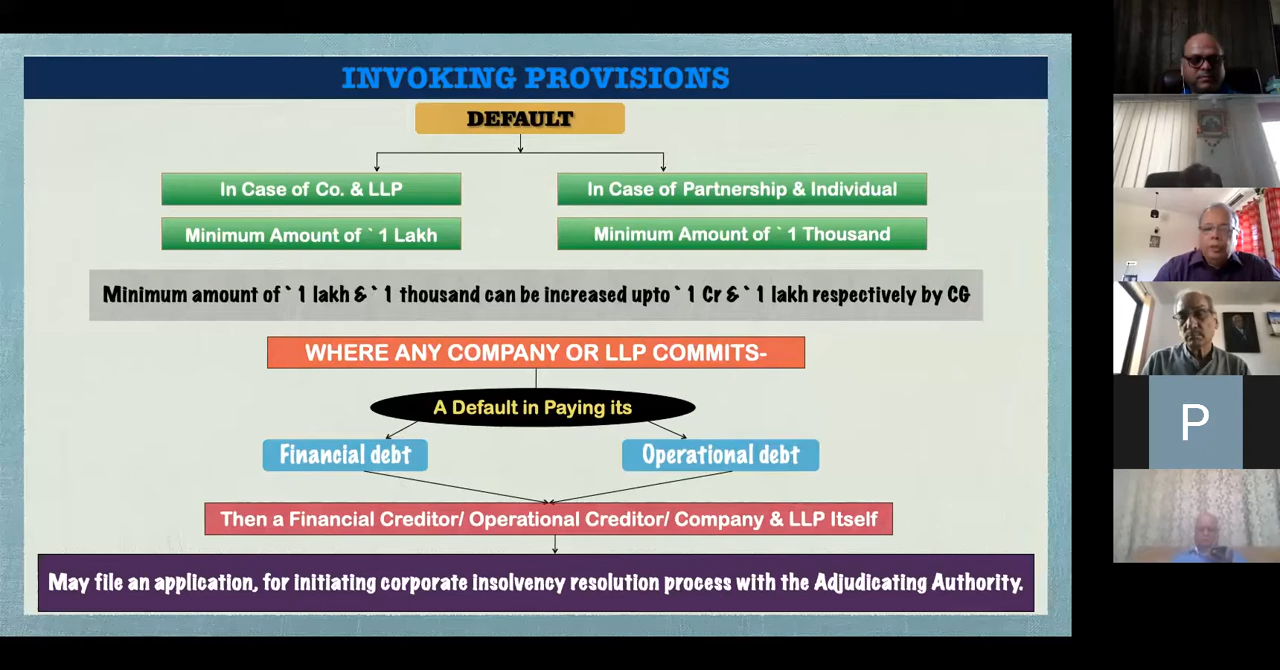 INVOKING PROVISIONS
DEFAULT
In Case of Co. & LLP
In Case of Partnership & Individual
Minimum Amount of ` 1 Lakh
Minimum Amount of ` 1 Thousand
Minimum amount of ` 1 lakh & ` 1 thousand can be increased upto ` 1 Cr & ` 1 lakh respectively by CG
WHERE ANY COMPANY OR LLP COMMITS-
A Default in Paying its
Financial debt
Operational debt
Then a Financial Creditor/ Operational Creditor/ Company & LLP Itself
May file an application, for initiating corporate insolvency resolution process with the Adjudicating Authority.
P